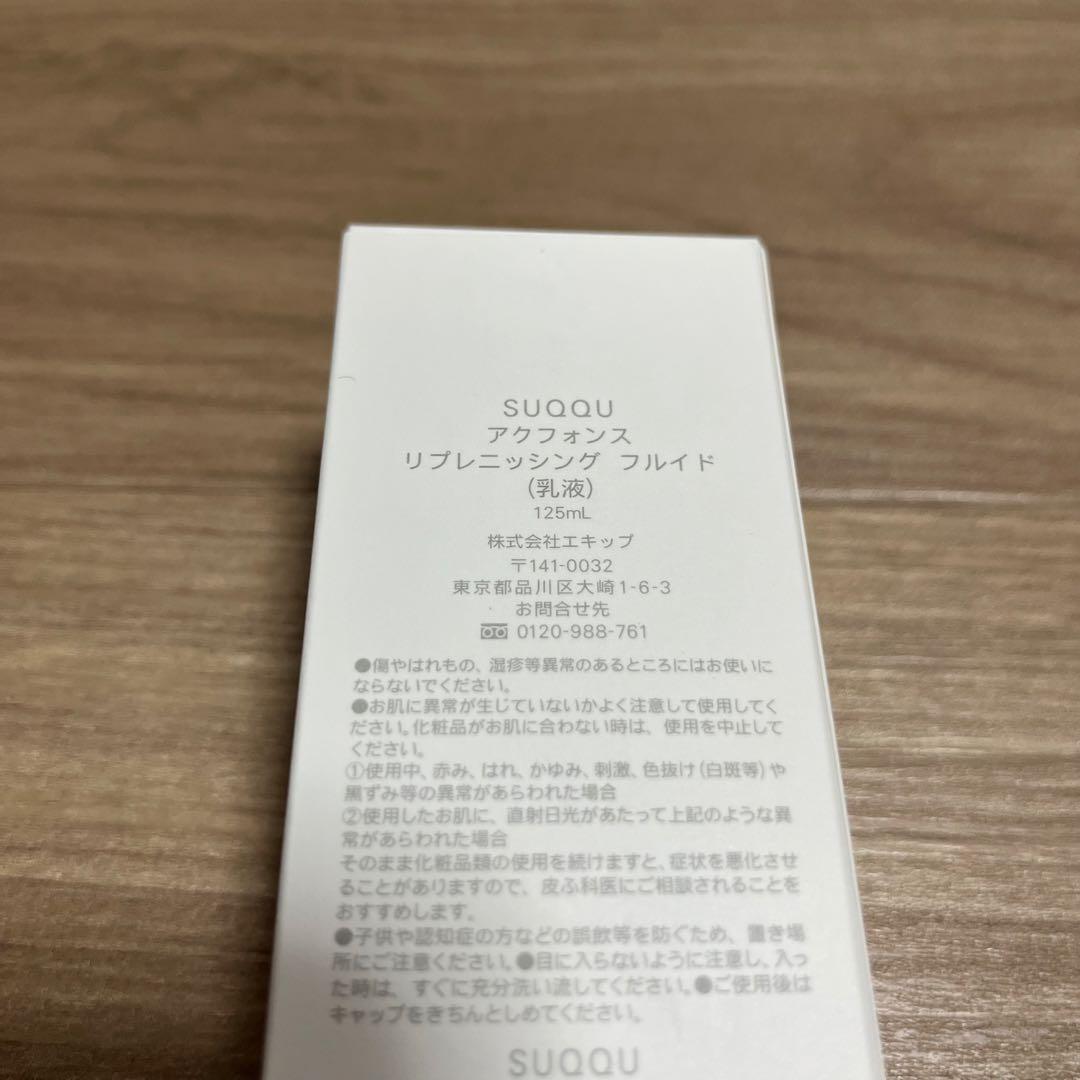 SUQQU
アクフォンス
リプレニッシング フルイド
(乳液)
125mL
株式会社エキップ
〒141-0032
東京都品川区大崎1-6-3
お問合せ先
0120-988-761
●傷やはれもの、湿疹等異常のあるところにはお使いに
ならないでください。
●お肌に異常が生じていないかよく注意して使用してく
ださい。化粧品がお肌に合わない時は、使用を中止して
ください。
①使用中、赤み、はれ、かゆみ、刺激、色抜け(白斑等)や
黒ずみ等の異常があらわれた場合
②使用したお肌に、直射日光があたって上記のような異
常があらわれた場合
そのまま化粧品類の使用を続けますと、症状を悪化させ
ることがありますので、皮ふ科医にご相談されることを
おすすめします。
●子供や認知症の方などの誤飲等を防ぐため、置き場
所にご注意ください。●目に入らないように注意し、入っ
た時は、すぐに充分洗い流してください。●ご使用後は
キャップをきちんとしめてください。
SUQQU